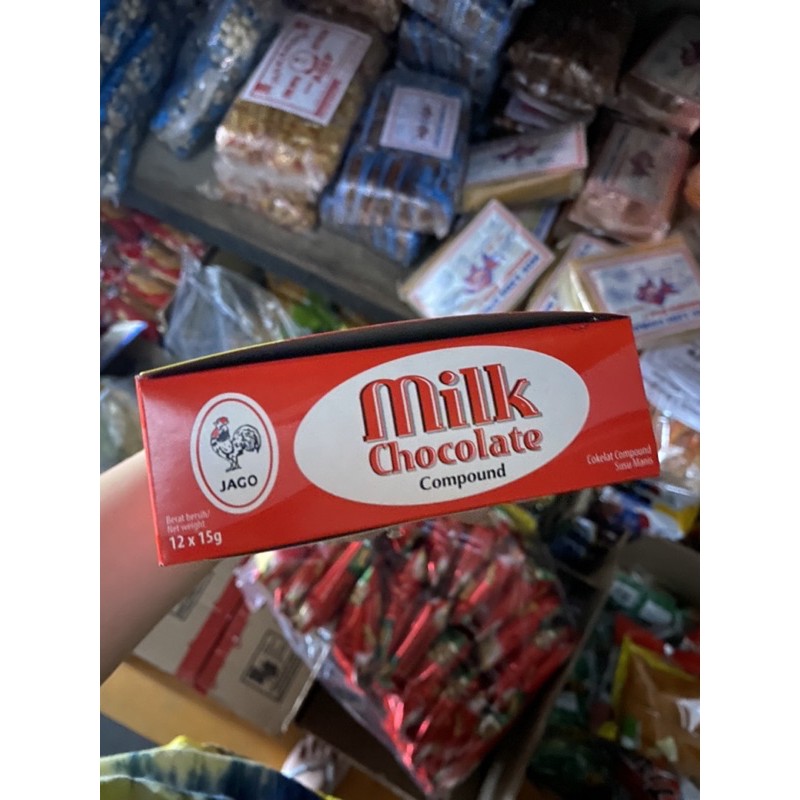 Milk
Chocolate
Compound
JAGO
Berat bersih/
Net weight
12 x 15g
Cokelat Compound
Susu Manis